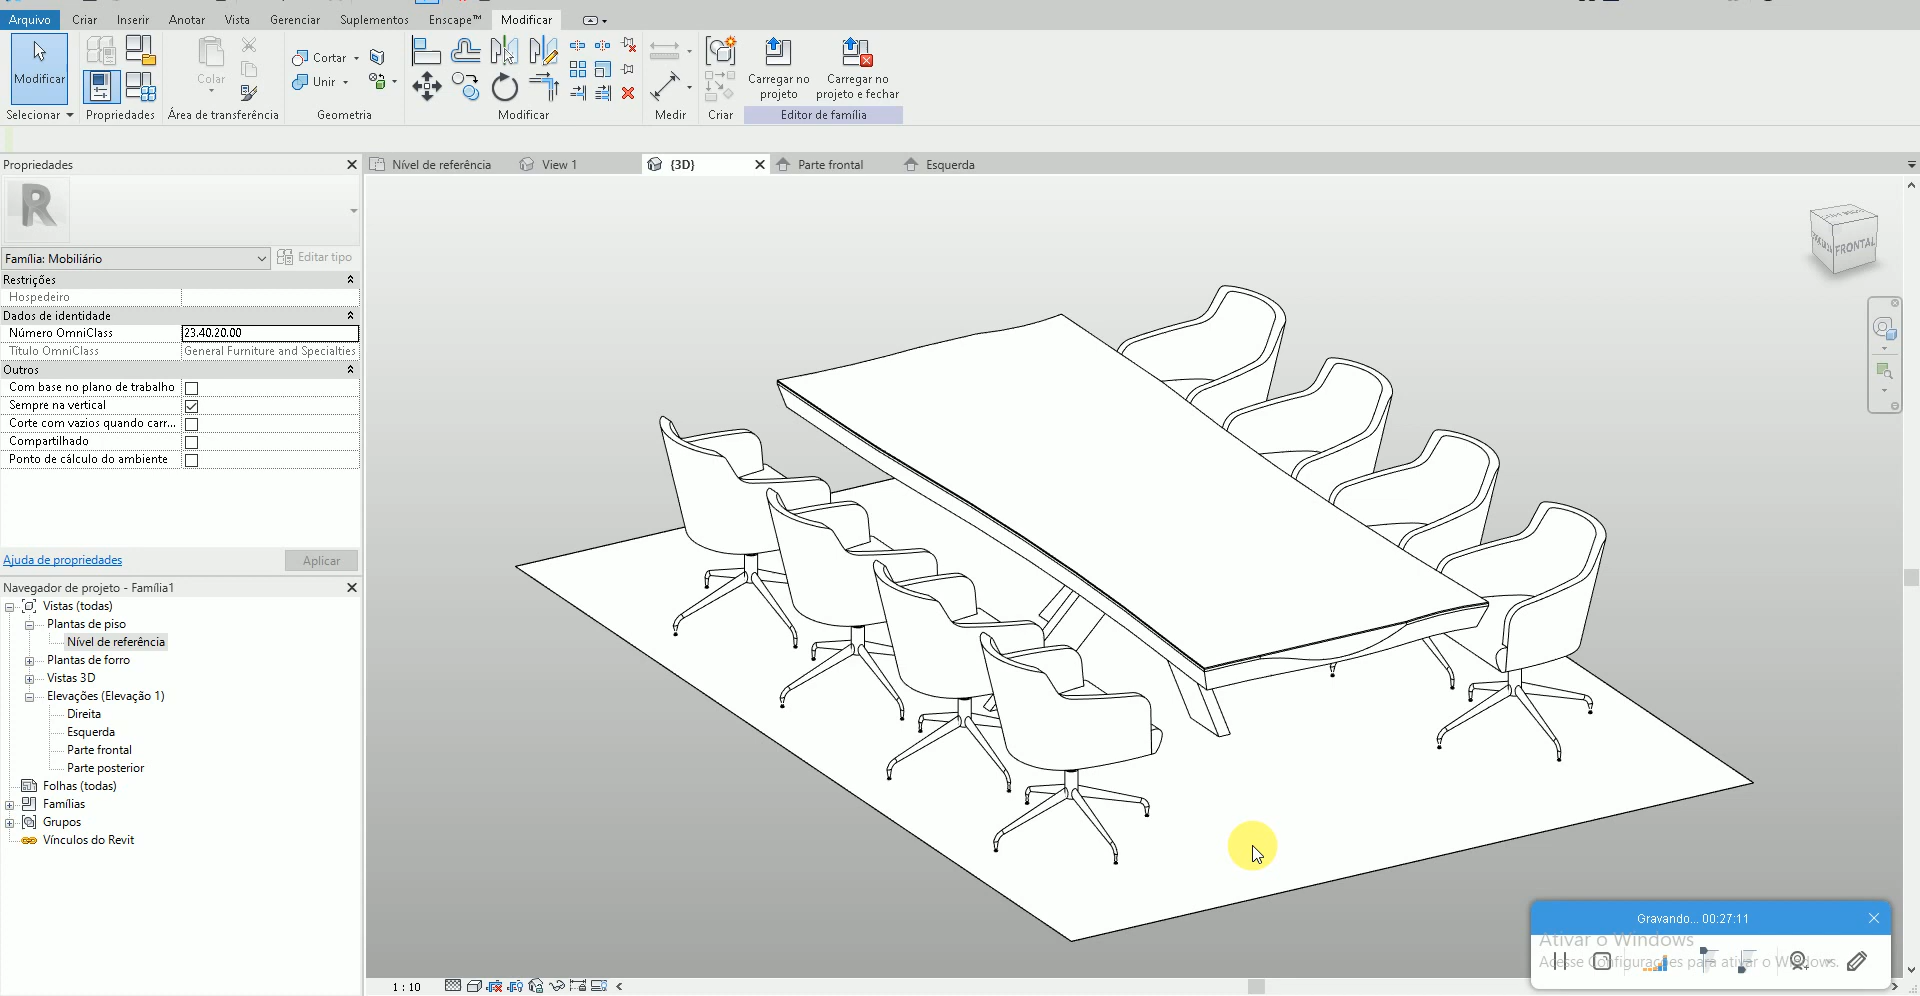 Arquivo Criar Inserir Anotar Vista Gerenciar Suplementos Enscape™ Modificar
Modificar
Colar
Cortar
Unir
Carregar no projeto
Carregar no projeto e fechar
Selecionar Propriedades Área de transferência Geometria Modificar Medir Criar Editor de família
Propriedades
Nível de referência View 1 {3D} Parte frontal Esquerda
R
Família: Mobiliário Editar tipo
Restrições
Hospedeiro
Dados de identidade
Número OmniClass 23.40.20.00
Título OmniClass General Furniture and Specialties
Outros
Com base no plano de trabalho
Sempre na vertical
Corte com vazios quando carr...
Compartilhado
Ponto de cálculo do ambiente
Ajuda de propriedades Aplicar
Navegador de projeto - Família1
Vistas (todas)
Plantas de piso
Nível de referência
Plantas de forro
Vistas 3D
Elevações (Elevação 1)
Direita
Esquerda
Parte frontal
Parte posterior
Folhas (todas)
Famílias
Grupos
Vínculos do Revit
FRONTAL
1 : 10
Gravando... 00:27:11
Ativar o Windows
Acesse Configurações para ativar o Windows.